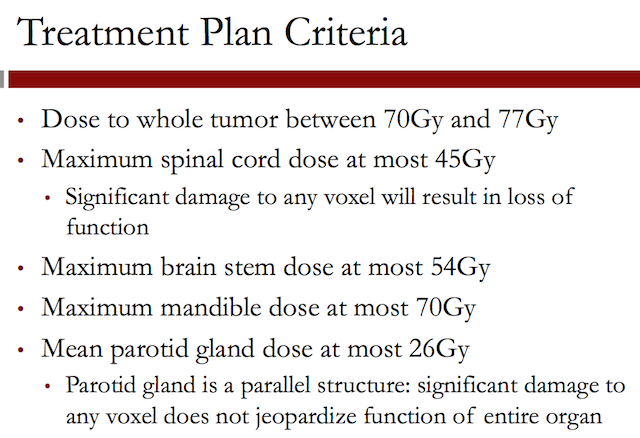 Treatment Plan Criteria
• Dose to whole tumor between 70Gy and 77Gy
• Maximum spinal cord dose at most 45Gy
• Significant damage to any voxel will result in loss of
function
• Maximum brain stem dose at most 54Gy
• Maximum mandible dose at most 70Gy
• Mean parotid gland dose at most 26Gy
• Parotid gland is a parallel structure: significant damage to
any voxel does not jeopardize function of entire organ